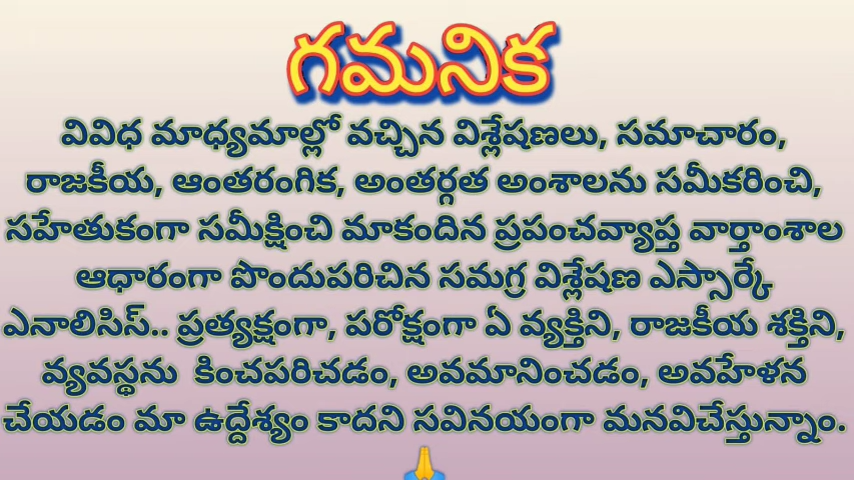 గమనిక
వివిధ మాధ్యమాల్లో వచ్చిన విశ్లేషణలు, సమాచారం,
రాజకీయ, ఆంతరంగిక, అంతర్గత అంశాలను సమీకరించి,
సహేతుకంగా సమీక్షించి మాకందిన ప్రపంచవ్యాప్త వార్తాంశాల
ఆధారంగా పొందుపరిచిన సమగ్ర విశ్లేషణ ఎస్సార్కే
ఎనాలిసిస్.. ప్రత్యక్షంగా, పరోక్షంగా ఏ వ్యక్తిని, రాజకీయ శక్తిని,
వ్యవస్థను కించపరిచడం, అవమానించడం, అవహేళన
చేయడం మా ఉద్దేశ్యం కాదని సవినయంగా మనవిచేస్తున్నాం.
🙏